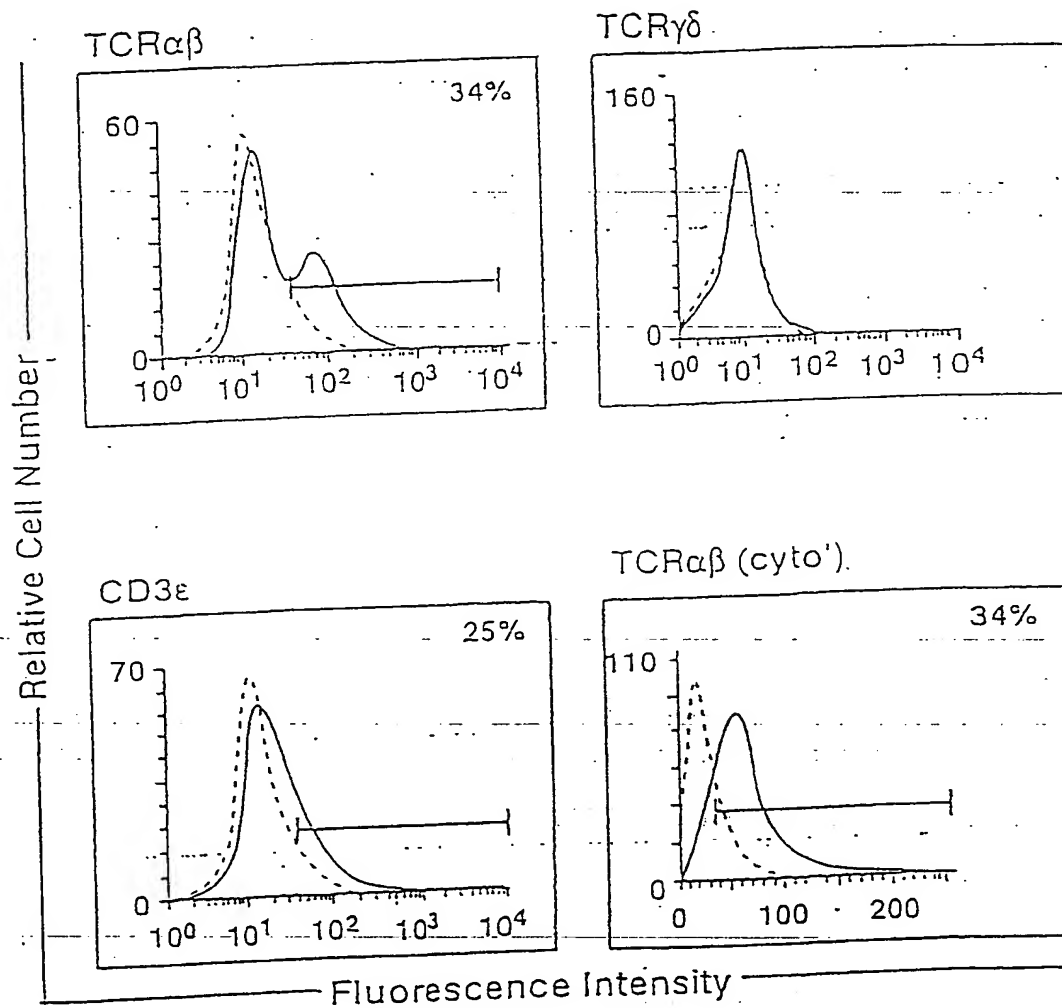 TCRαβ
34%
60
0
10⁰ 10¹ 10² 10³ 10⁴
TCRγδ
160
0
10⁰ 10¹ 10² 10³ 10⁴
CD3ε
25%
70
0
10⁰ 10¹ 10² 10³ 10⁴
TCRαβ (cyto').
34%
110
0
0 100 200
Relative Cell Number
Fluorescence Intensity